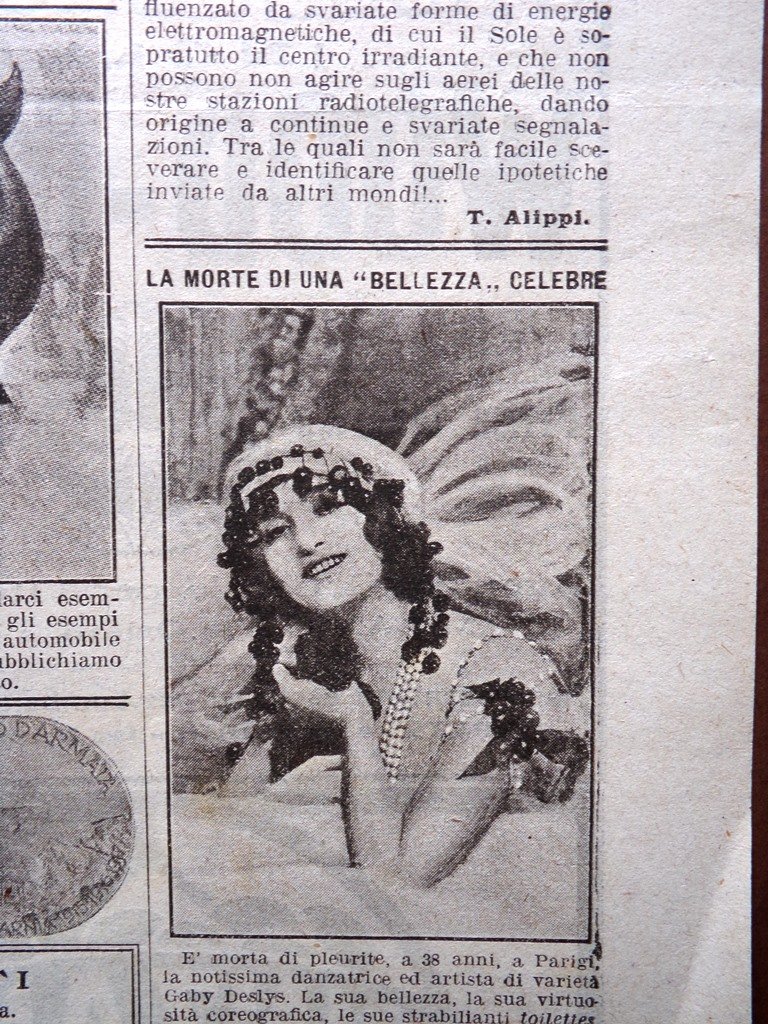 fluenzato da svariate forme di energie
elettromagnetiche, di cui il Sole è so-
pratutto il centro irradiante, e che non
possono non agire sugli aerei delle no-
stre stazioni radiotelegrafiche, dando
origine a continue e svariate segnala-
zioni. Tra le quali non sarà facile sce-
verare e identificare quelle ipotetiche
inviate da altri mondi!...
T. Alippi.
LA MORTE DI UNA "BELLEZZA„ CELEBRE
E' morta di pleurite, a 38 anni, a Parigi,
la notissima danzatrice ed artista di varietà
Gaby Deslys. La sua bellezza, la sua virtuo-
sità coreografica, le sue strabilianti toilettes
darci esem-
gli esempi
automobile
ubblichiamo
o.
D'ARMATA
a.